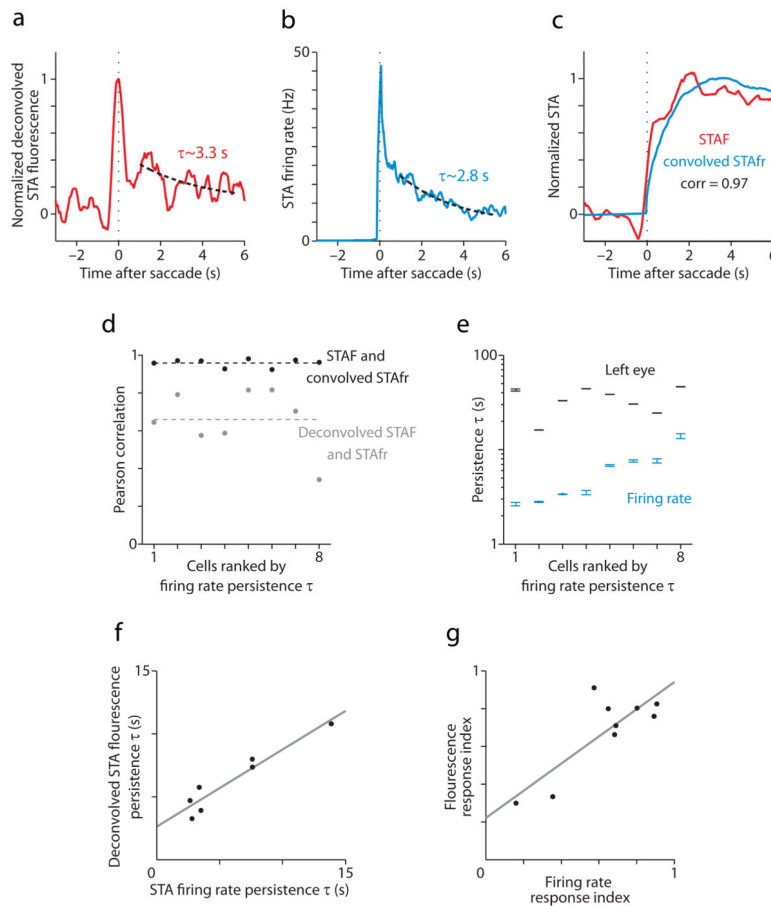 a
Normalized deconvolved
STA fluorescence
1
0
τ~3.3 s
−2 0 2 4 6
Time after saccade (s)
b
STA firing rate (Hz)
50
0
τ~2.8 s
−2 0 2 4 6
Time after saccade (s)
c
Normalized STA
1
0
STAF
convolved STAfr
corr = 0.97
−2 0 2 4 6
Time after saccade (s)
d
Pearson correlation
1
0
STAF and
convolved STAfr
Deconvolved STAF
and STAfr
1 8
Cells ranked by
firing rate persistence τ
e
Persistence τ (s)
100
1
Left eye
Firing rate
1 8
Cells ranked by
firing rate persistence τ
f
Deconvolved STA flourescence
persistence τ (s)
15
0 15
STA firing rate persistence τ (s)
g
Flourescence
response index
1
0 1
Firing rate
response index